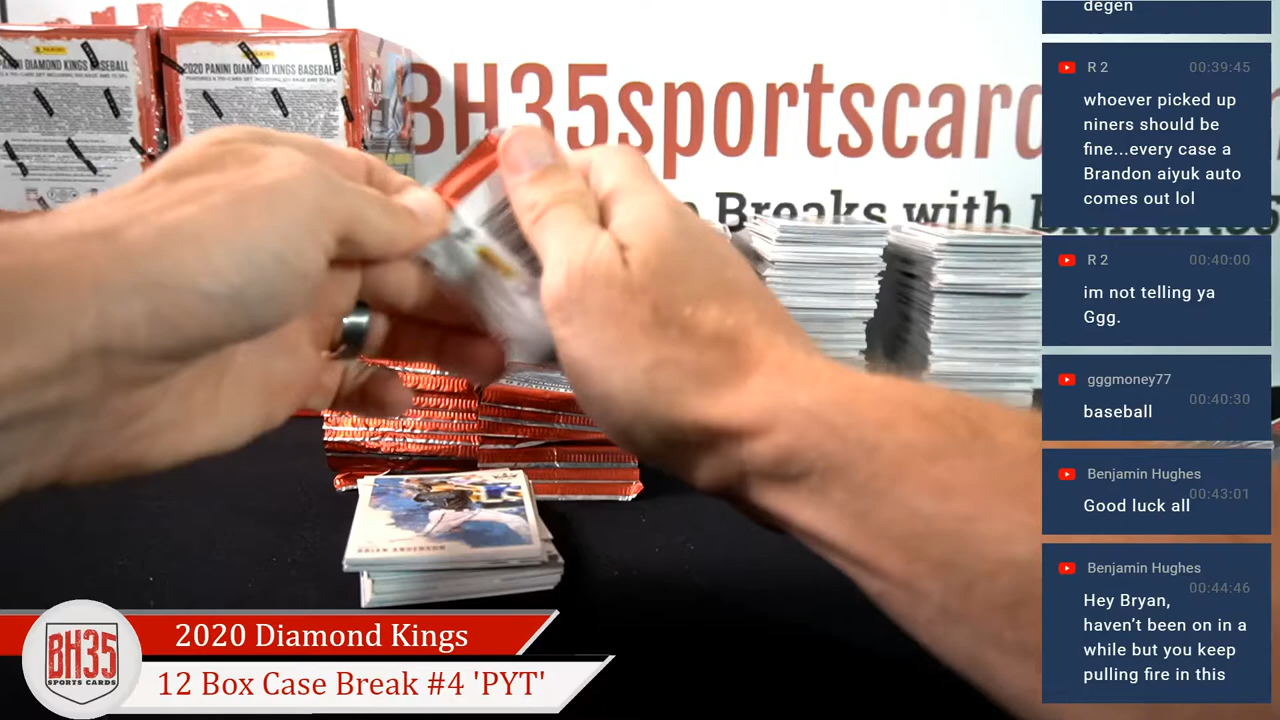 PANINI
DIAMOND KINGS BASEBALL
2020 PANINI DIAMOND KINGS BASEBALL
BH35sportscard
Breaks with
degen
R 2 00:39:45
whoever picked up
niners should be
fine...every case a
Brandon aiyuk auto
comes out lol
R 2 00:40:00
im not telling ya
Ggg.
gggmoney77
00:40:30
baseball
Benjamin Hughes
00:43:01
Good luck all
Benjamin Hughes
00:44:46
Hey Bryan,
haven't been on in a
while but you keep
pulling fire in this
BH35
SPORTS CARDS
2020 Diamond Kings
12 Box Case Break #4 'PYT'